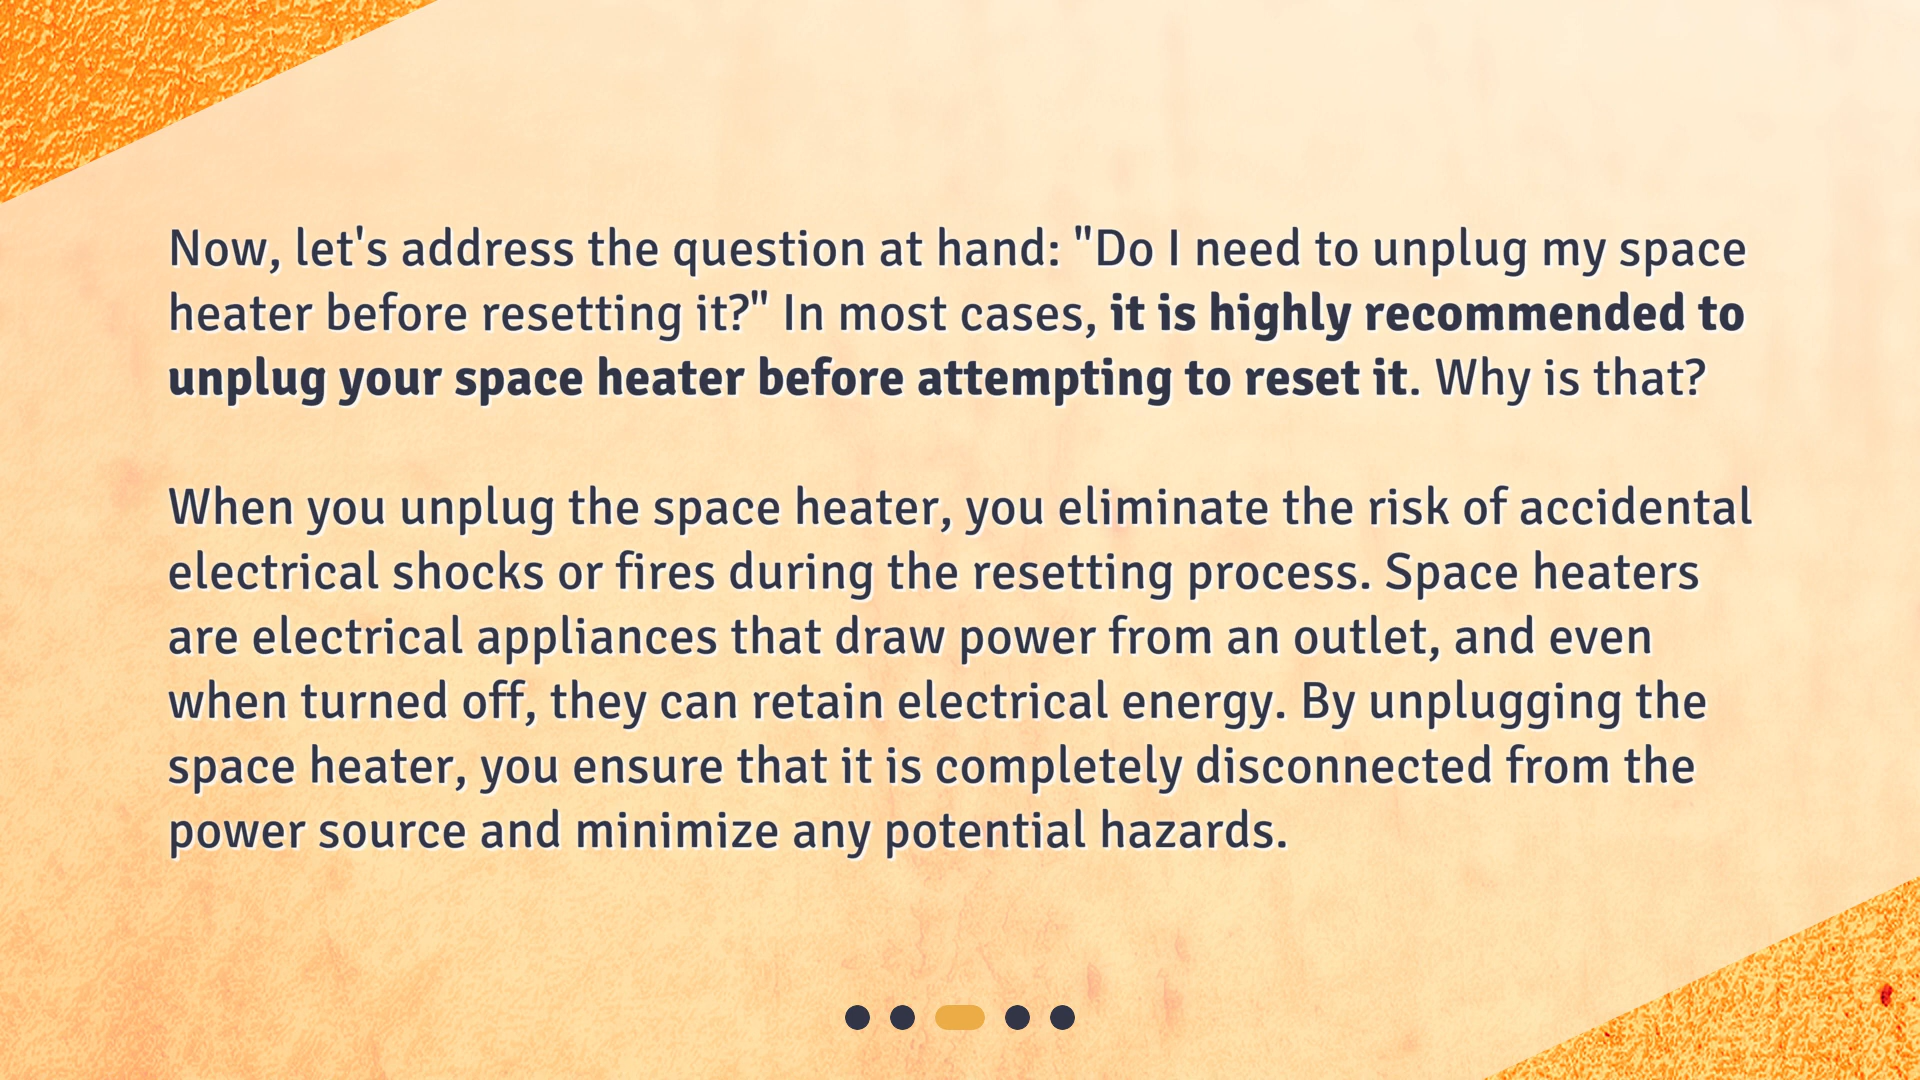 Now, let's address the question at hand: "Do I need to unplug my space
heater before resetting it?" In most cases, it is highly recommended to
unplug your space heater before attempting to reset it. Why is that?
When you unplug the space heater, you eliminate the risk of accidental
electrical shocks or fires during the resetting process. Space heaters
are electrical appliances that draw power from an outlet, and even
when turned off, they can retain electrical energy. By unplugging the
space heater, you ensure that it is completely disconnected from the
power source and minimize any potential hazards.